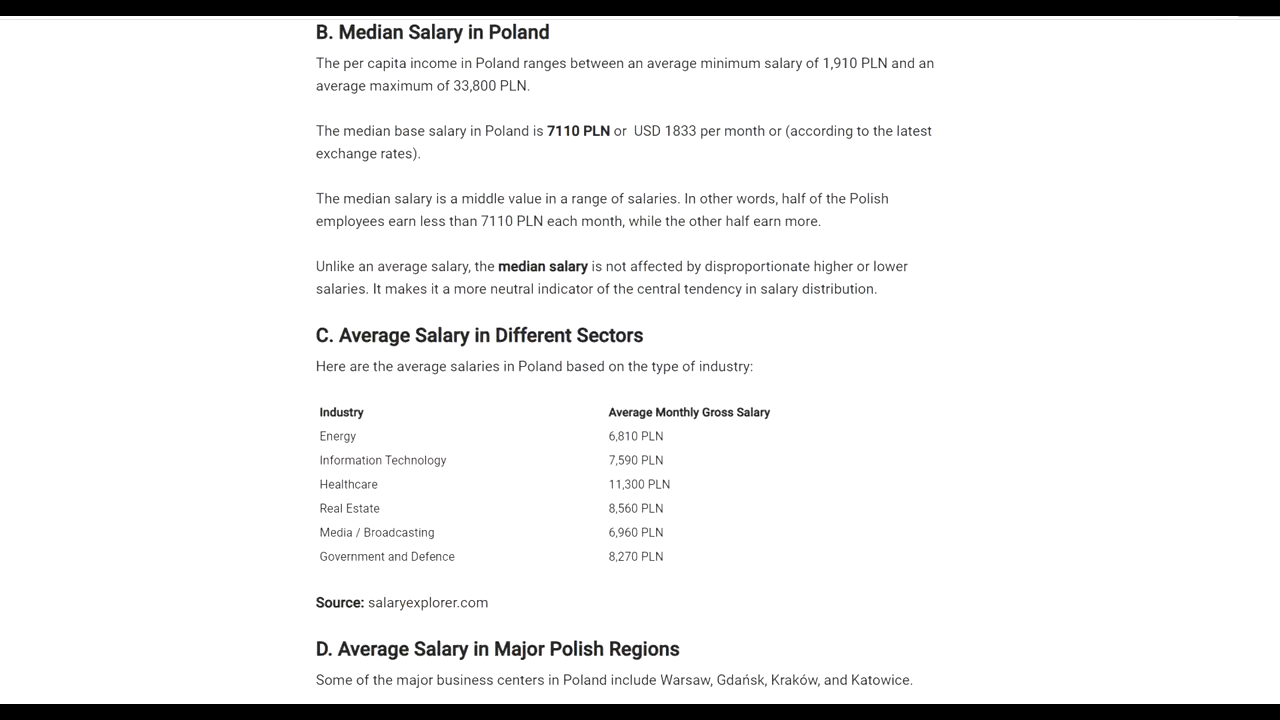 B. Median Salary in Poland
The per capita income in Poland ranges between an average minimum salary of 1,910 PLN and an
average maximum of 33,800 PLN.
The median base salary in Poland is 7110 PLN or  USD 1833 per month or (according to the latest
exchange rates).
The median salary is a middle value in a range of salaries. In other words, half of the Polish
employees earn less than 7110 PLN each month, while the other half earn more.
Unlike an average salary, the median salary is not affected by disproportionate higher or lower
salaries. It makes it a more neutral indicator of the central tendency in salary distribution.
C. Average Salary in Different Sectors
Here are the average salaries in Poland based on the type of industry:
Industry Average Monthly Gross Salary
Energy 6,810 PLN
Information Technology 7,590 PLN
Healthcare 11,300 PLN
Real Estate 8,560 PLN
Media / Broadcasting 6,960 PLN
Government and Defence 8,270 PLN
Source: salaryexplorer.com
D. Average Salary in Major Polish Regions
Some of the major business centers in Poland include Warsaw, Gdańsk, Kraków, and Katowice.